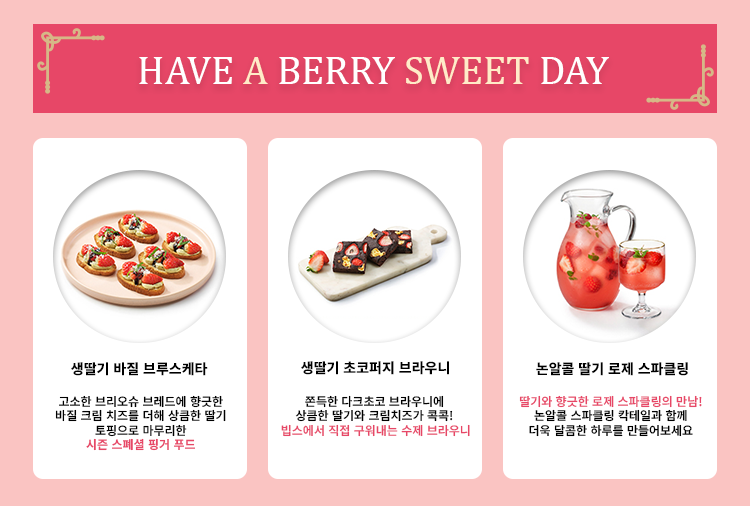 HAVE A BERRY SWEET DAY
생딸기 바질 브루스케타
고소한 브리오슈 브레드에 향긋한
바질 크림 치즈를 더해 상큼한 딸기
토핑으로 마무리한
시즌 스페셜 핑거 푸드
생딸기 초코퍼지 브라우니
쫀득한 다크초코 브라우니에
상큼한 딸기와 크림치즈가 콕콕!
빕스에서 직접 구워내는 수제 브라우니
논알콜 딸기 로제 스파클링
딸기와 향긋한 로제 스파클링의 만남!
논알콜 스파클링 칵테일과 함께
더욱 달콤한 하루를 만들어보세요